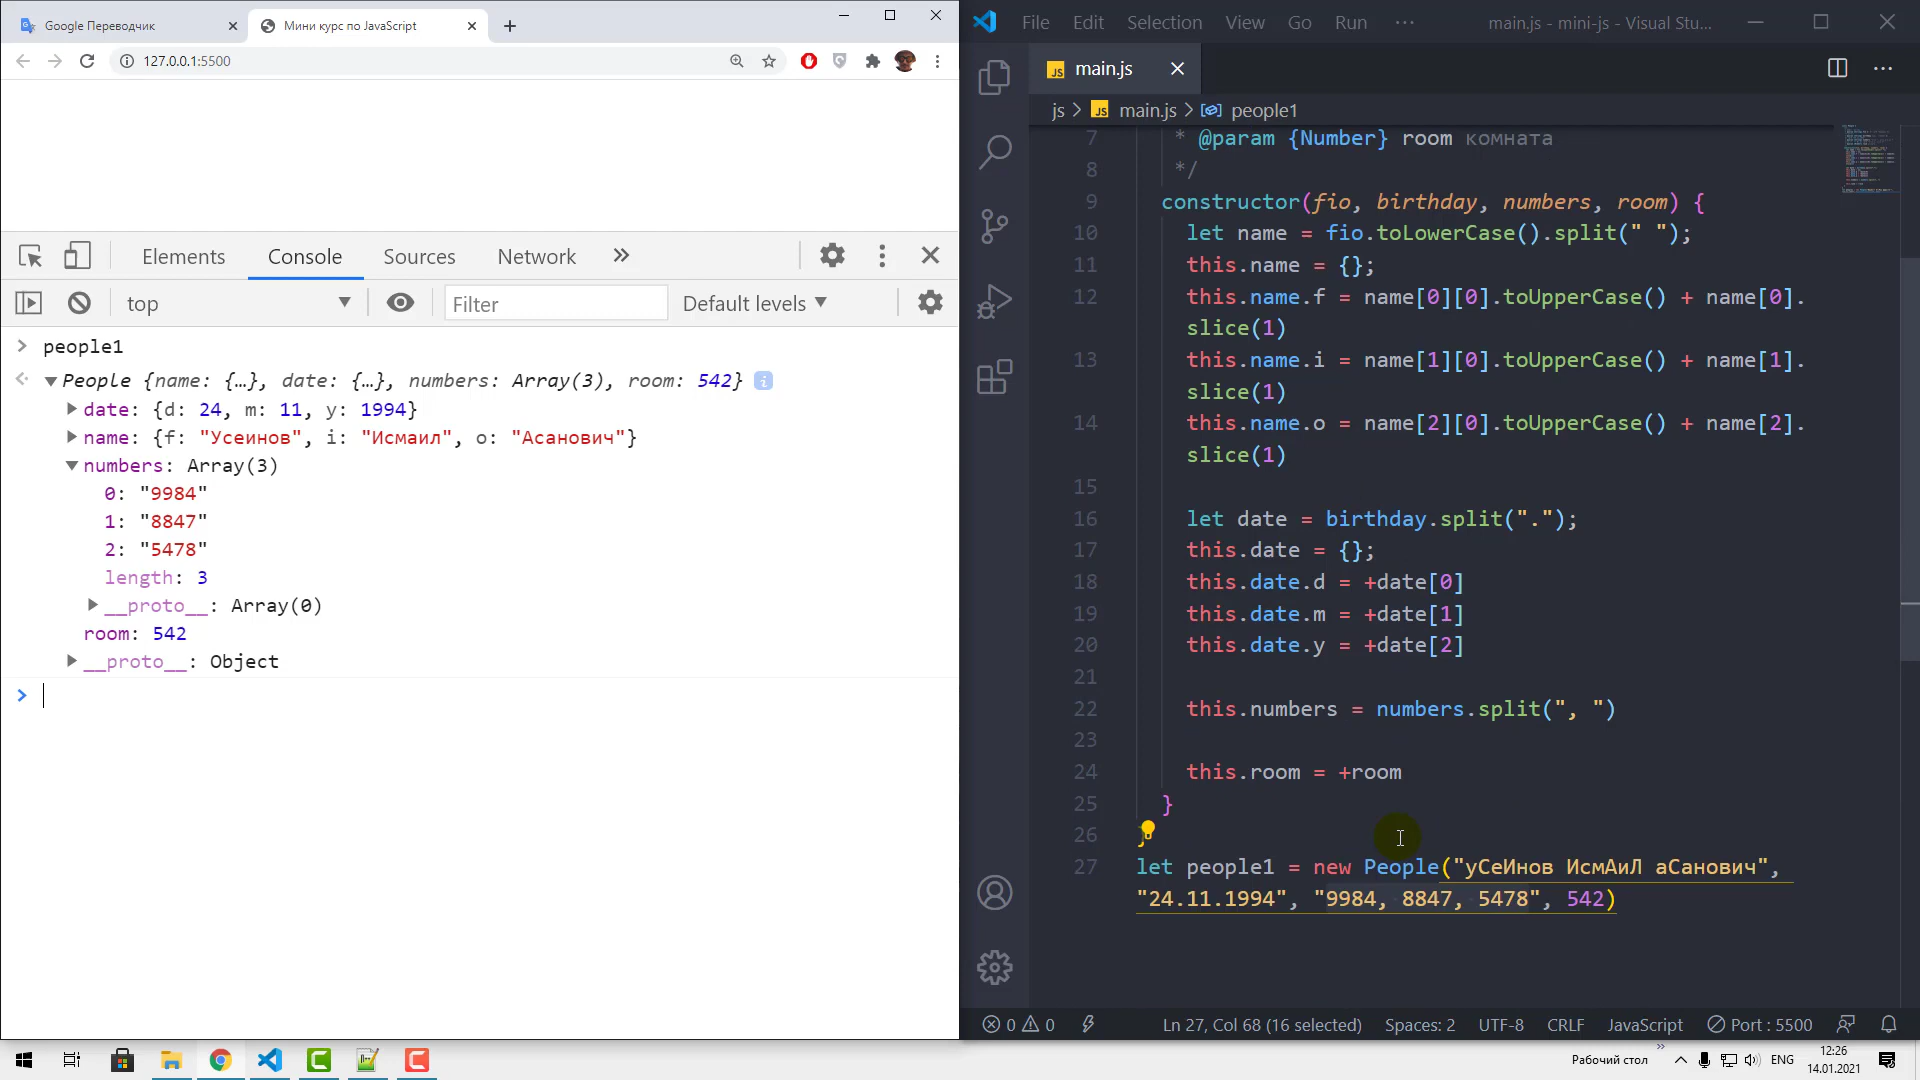 Google Переводчик
Мини курс по JavaScript
127.0.0.1:5500
Elements
Console
Sources
Network
top
Filter
Default levels
people1
People {name: {…}, date: {…}, numbers: Array(3), room: 542}
date: {d: 24, m: 11, y: 1994}
name: {f: "Усеинов", i: "Исмаил", o: "Асанович"}
numbers: Array(3)
0: "9984"
1: "8847"
2: "5478"
length: 3
__proto__: Array(0)
room: 542
__proto__: Object
File Edit Selection View Go Run ··· main.js - mini-js - Visual Stu...
JS main.js
js > JS main.js > people1
7 * @param {Number} room комната
8 */
9 constructor(fio, birthday, numbers, room) {
10 let name = fio.toLowerCase().split(" ");
11 this.name = {};
12 this.name.f = name[0][0].toUpperCase() + name[0].
slice(1)
13 this.name.i = name[1][0].toUpperCase() + name[1].
slice(1)
14 this.name.o = name[2][0].toUpperCase() + name[2].
slice(1)
15
16 let date = birthday.split(".");
17 this.date = {};
18 this.date.d = +date[0]
19 this.date.m = +date[1]
20 this.date.y = +date[2]
21
22 this.numbers = numbers.split(", ")
23
24 this.room = +room
25 }
26 }
27 let people1 = new People("уСеИнов ИсмАиЛ аСанович",
"24.11.1994", "9984, 8847, 5478", 542)
0 0 Ln 27, Col 68 (16 selected) Spaces: 2 UTF-8 CRLF JavaScript Port : 5500
Рабочий стол » ENG 12:26
14.01.2021